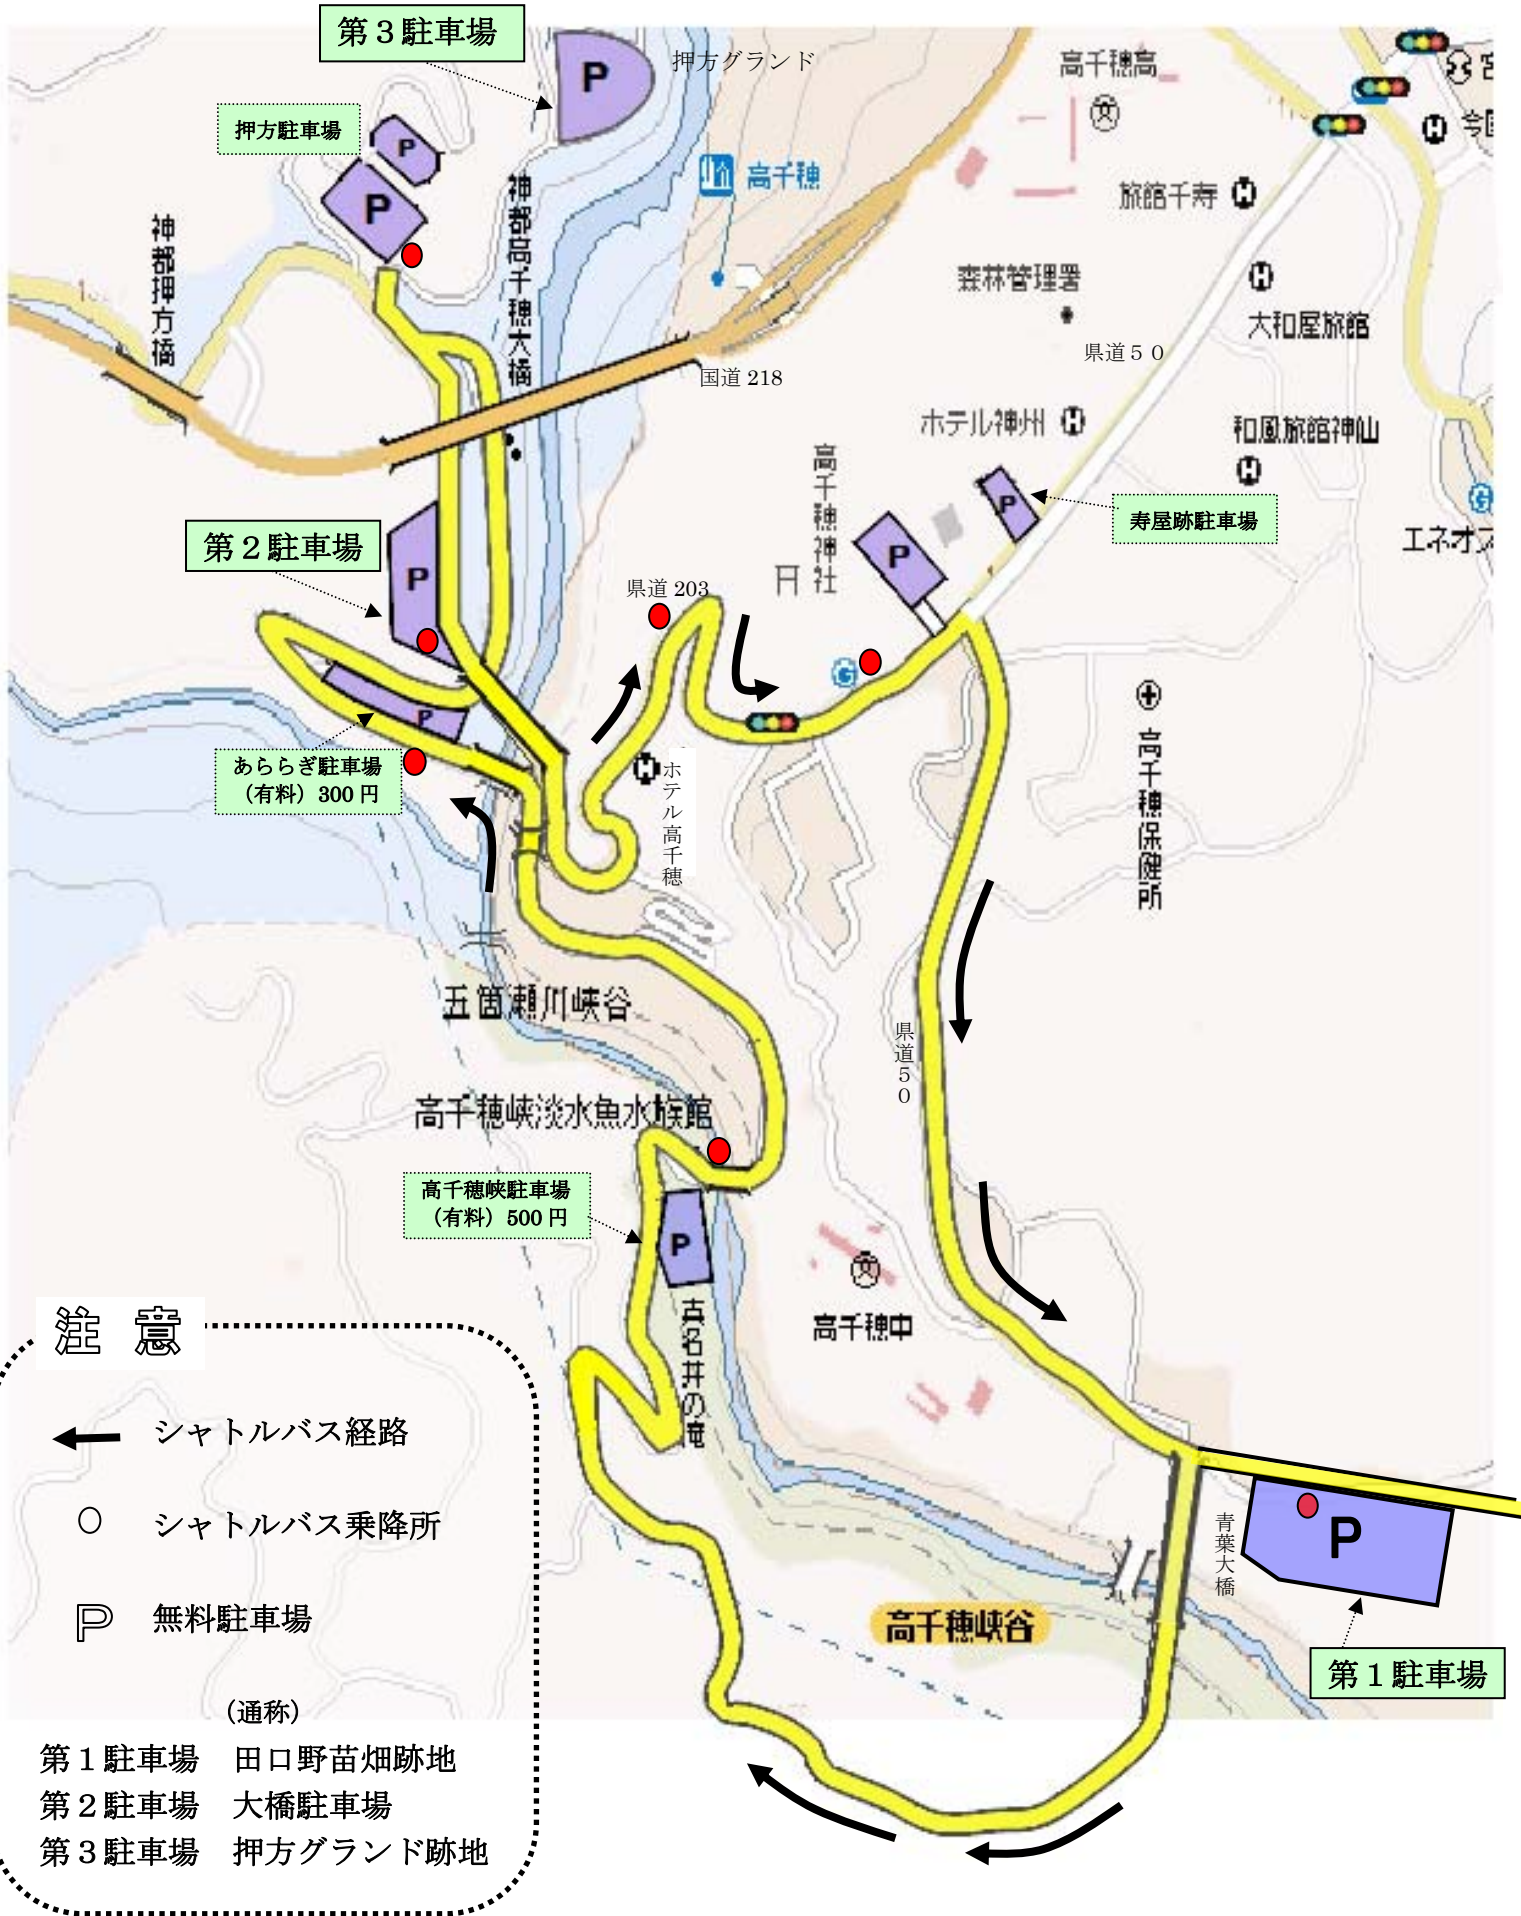 第３駐車場
P
押方グランド
押方駐車場
P
P
神都高千穂大橋
神都押方橋
高千穂
高千穂高
旅館千寿
森林管理署
大和屋旅館
県道５０
国道 218
ホテル神州
和風旅館神仙
高千穂神社
P
P
寿屋跡駐車場
エネオス
第２駐車場
P
県道 203
P
あららぎ駐車場
（有料）300 円
ホテル高千穂
高千穂保健所
五箇瀬川峡谷
県道５０
高千穂峡淡水魚水族館
高千穂峡駐車場
（有料）500 円
P
真名井の滝
高千穂中
注 意
シャトルバス経路
シャトルバス乗降所
P 無料駐車場
青葉大橋
P
高千穂峡谷
第１駐車場
（通称）
第１駐車場　田口野苗畑跡地
第２駐車場　大橋駐車場
第３駐車場　押方グランド跡地